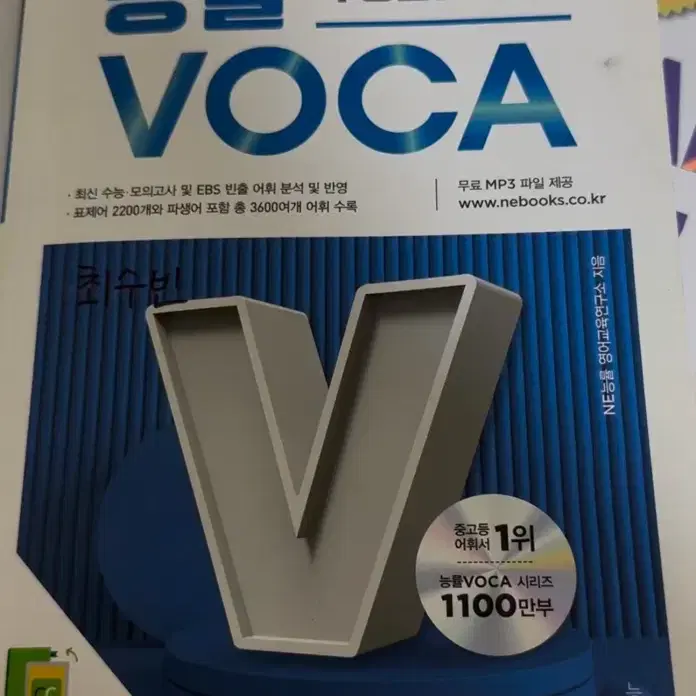 능률
VOCA
· 최신 수능·모의고사 및 EBS 빈출 어휘 분석 및 반영
· 표제어 2200개와 파생어 포함 총 3600여개 어휘 수록
무료 MP3 파일 제공
www.nebooks.co.kr
최수빈
NE능률 영어교육연구소 지음
V
중고등
어휘서 1위
능률VOCA 시리즈
1100만부